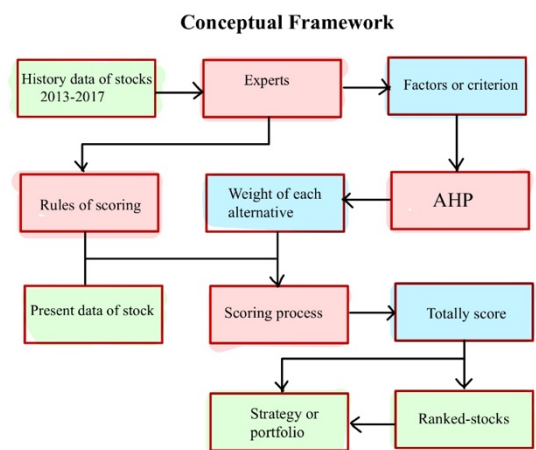 Conceptual Framework
History data of stocks
2013-2017
Experts
Factors or criterion
Rules of scoring
Weight of each
alternative
AHP
Present data of stock
Scoring process
Totally score
Strategy or
portfolio
Ranked-stocks